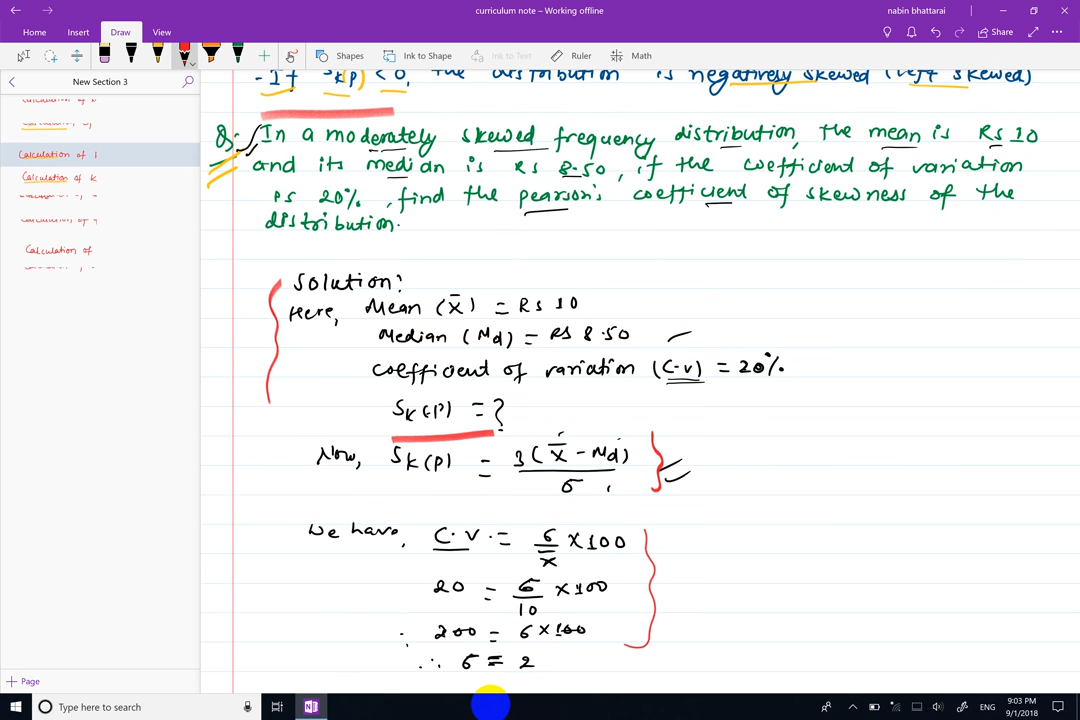 curriculum note – Working offline
nabin bhattarai
Home Insert Draw View
Share
Shapes Ink to Shape Ink to Text Ruler Math
New Section 3
Calculation of
Calculation of
Calculation of k
Calculation of
Calculation of
+ Page
- If Sk(p) < 0, the distribution is negatively skewed (left skewed)
Q:- In a moderately skewed frequency distribution, the mean is Rs 10
and its median is Rs 8.50, if the coefficient of variation
is 20%, find the pearson's coefficient of skewness of the
distribution.
Solution:
Here, Mean (x̄) = Rs 10
Median (Md) = Rs 8.50
coefficient of variation (C.V) = 20%
Sk(P) = ?
Now, Sk(P) = 3(x̄ - Md)
σ
We have, C.V. = σ/x̄ × 100
20 = σ/10 × 100
∴ 200 = σ × 100
∴ σ = 2
Type here to search
ENG
9:03 PM
9/1/2018